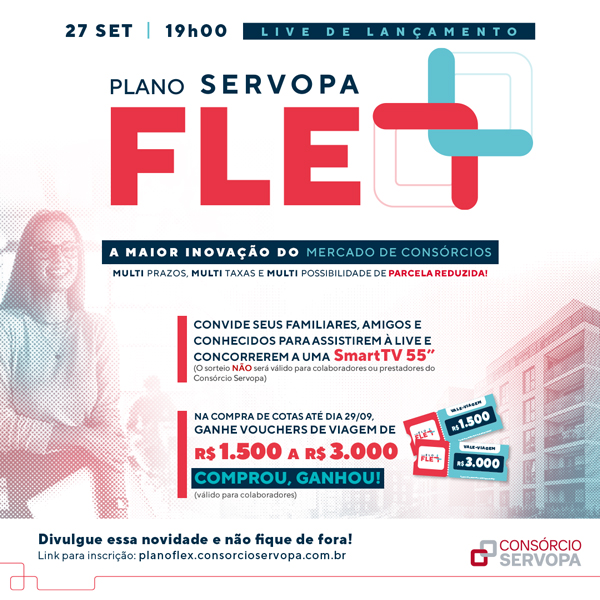 27 SET | 19h00 LIVE DE LANÇAMENTO
PLANO SERVOPA
FLE+
A MAIOR INOVAÇÃO DO MERCADO DE CONSÓRCIOS
MULTI PRAZOS, MULTI TAXAS E MULTI POSSIBILIDADE DE PARCELA REDUZIDA!
CONVIDE SEUS FAMILIARES, AMIGOS E
CONHECIDOS PARA ASSISTIREM À LIVE E
CONCORREREM A UMA SmartTV 55”
(O sorteio NÃO será válido para colaboradores ou prestadores do
Consórcio Servopa)
NA COMPRA DE COTAS ATÉ DIA 29/09,
GANHE VOUCHERS DE VIAGEM DE
R$ 1.500 A R$ 3.000
COMPROU, GANHOU!
(válido para colaboradores)
VALE-VIAGEM
FLE+
R$ 1.500
VALE-VIAGEM
FLE+
R$ 3.000
Divulgue essa novidade e não fique de fora!
Link para inscrição: planoflex.consorcioservopa.com.br
CONSÓRCIO
SERVOPA